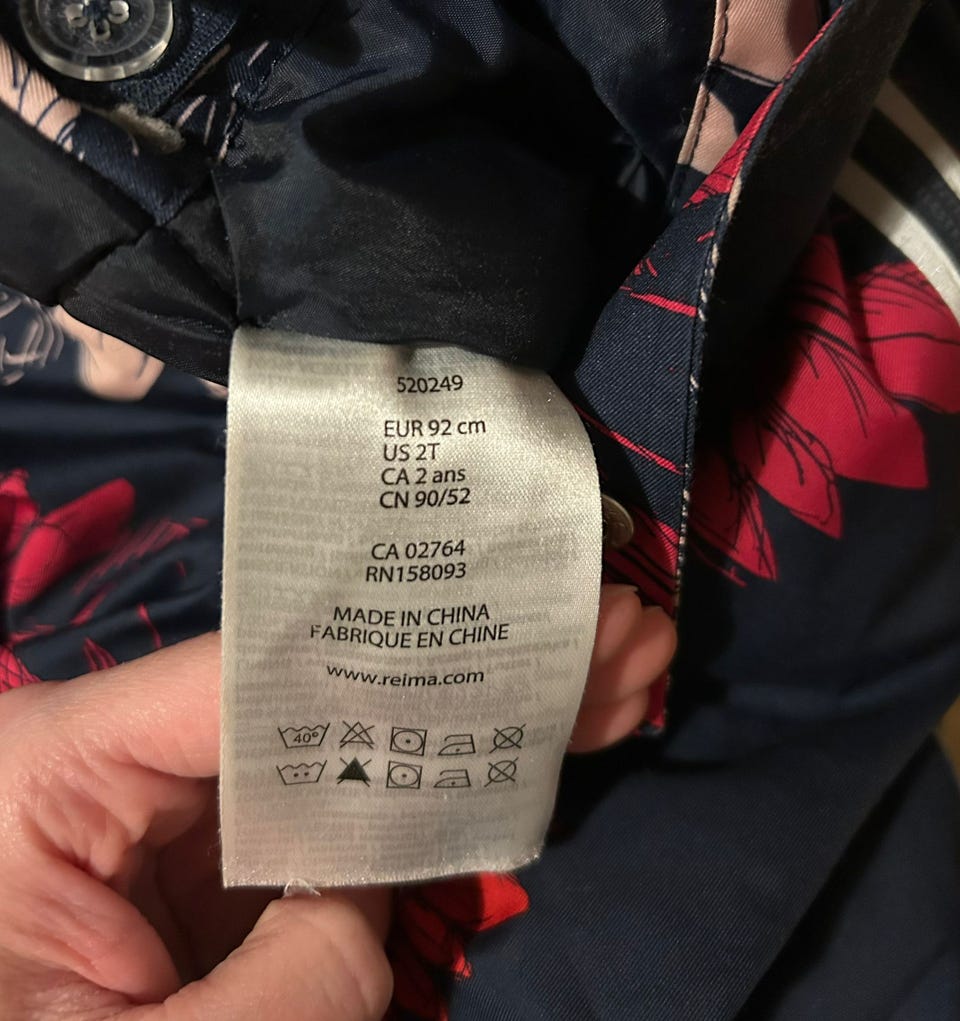 520249
EUR 92 cm
US 2T
CA 2 ans
CN 90/52
CA 02764
RN158093
MADE IN CHINA
FABRIQUE EN CHINE
www.reima.com
40°